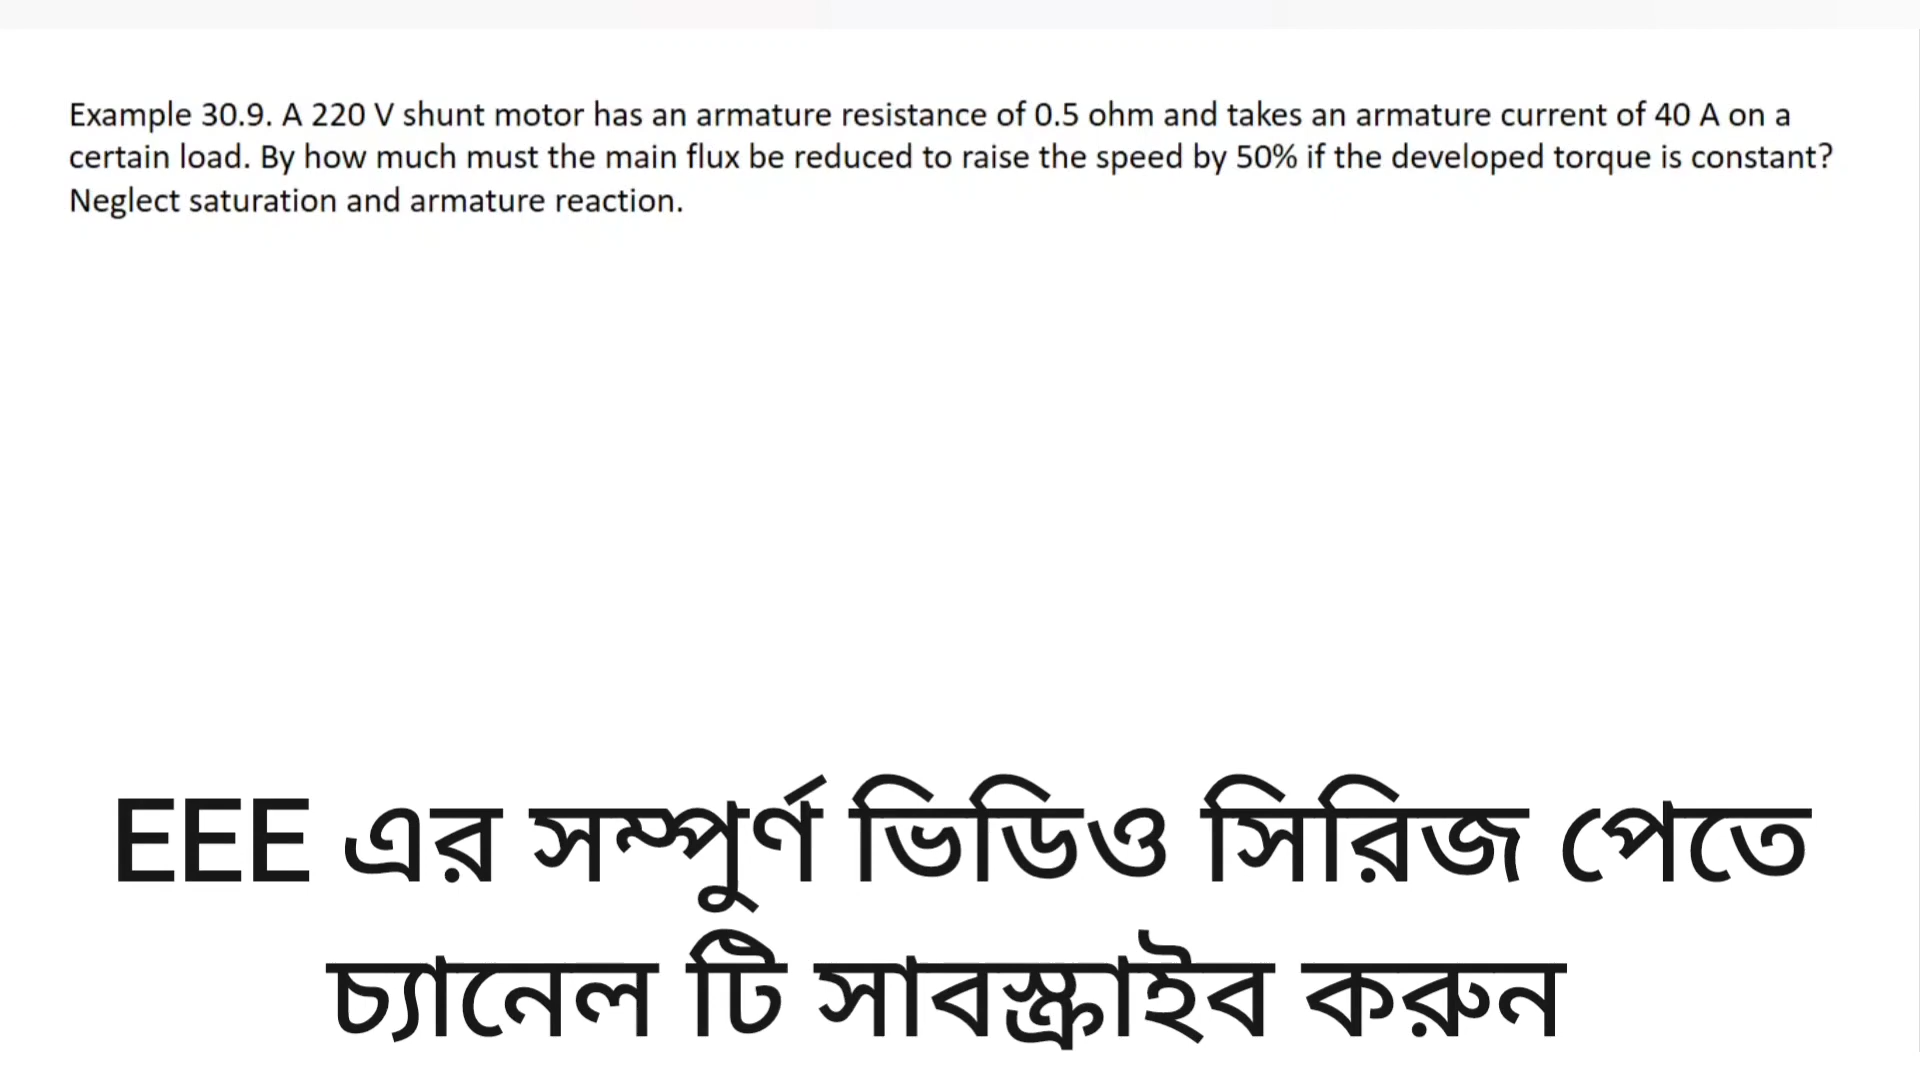 Example 30.9. A 220 V shunt motor has an armature resistance of 0.5 ohm and takes an armature current of 40 A on a
certain load. By how much must the main flux be reduced to raise the speed by 50% if the developed torque is constant?
Neglect saturation and armature reaction.
EEE এর সম্পুর্ণ ভিডিও সিরিজ পেতে
চ্যানেল টি সাবস্ক্রাইব করুন